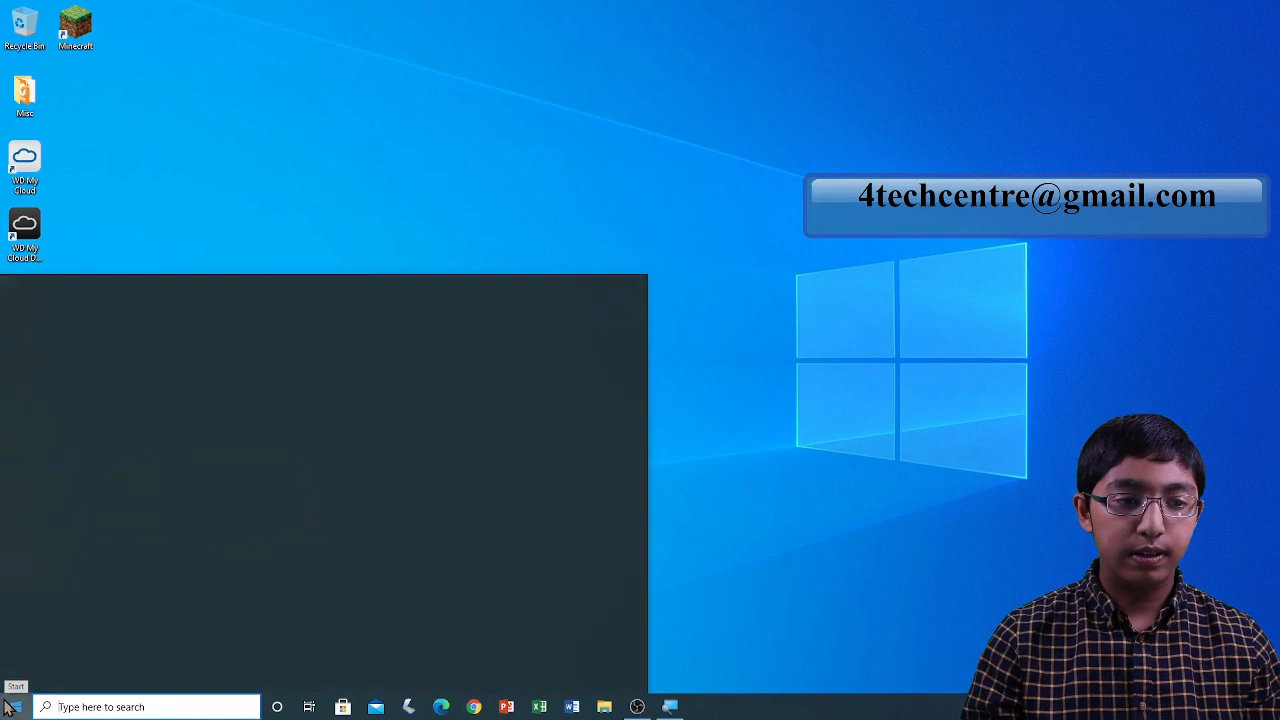 Recycle Bin
Minecraft
Misc
WD My
Cloud
WD My
Cloud D...
4techcentre@gmail.com
Start
Type here to search